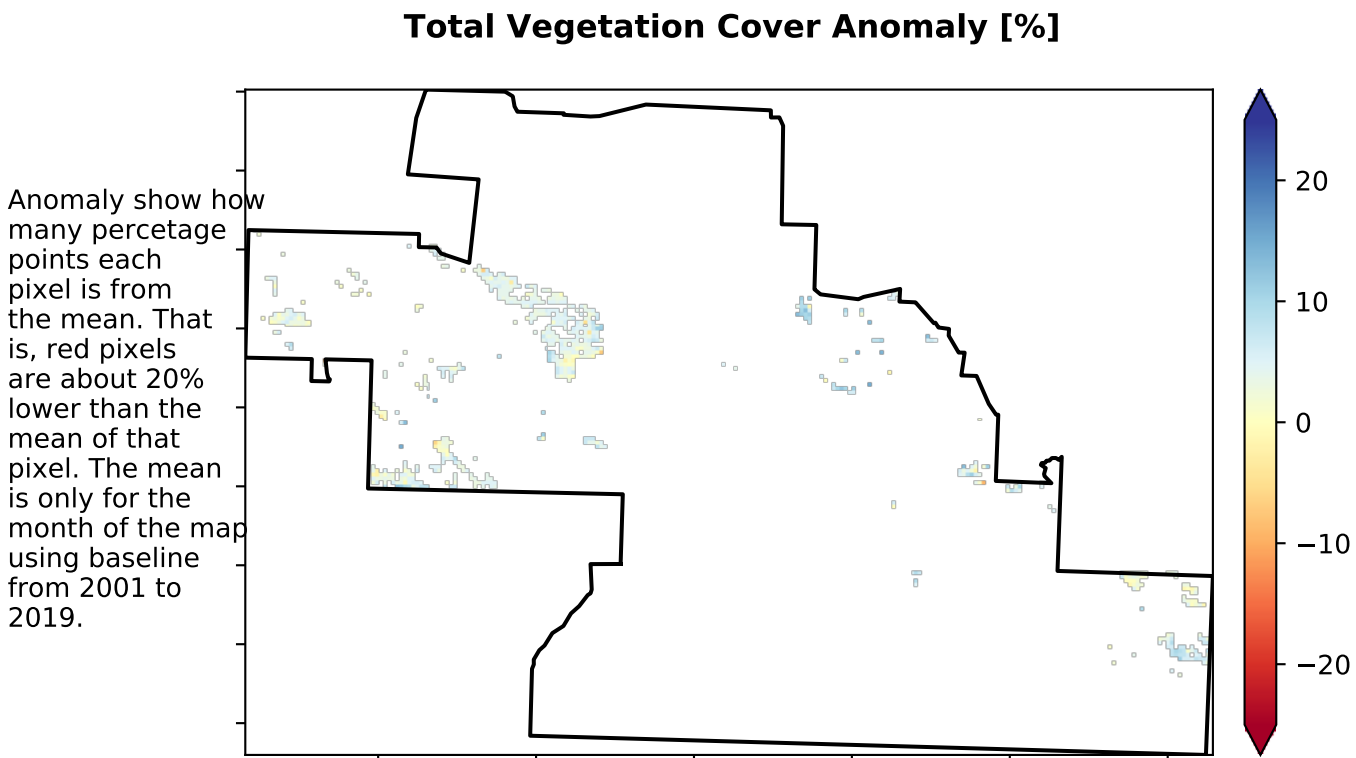 Total Vegetation Cover Anomaly [%]
Anomaly show how
many percetage
points each
pixel is from
the mean. That
is, red pixels
are about 20%
lower than the
mean of that
pixel. The mean
is only for the
month of the map
using baseline
from 2001 to
2019.
20
10
0
−10
−20